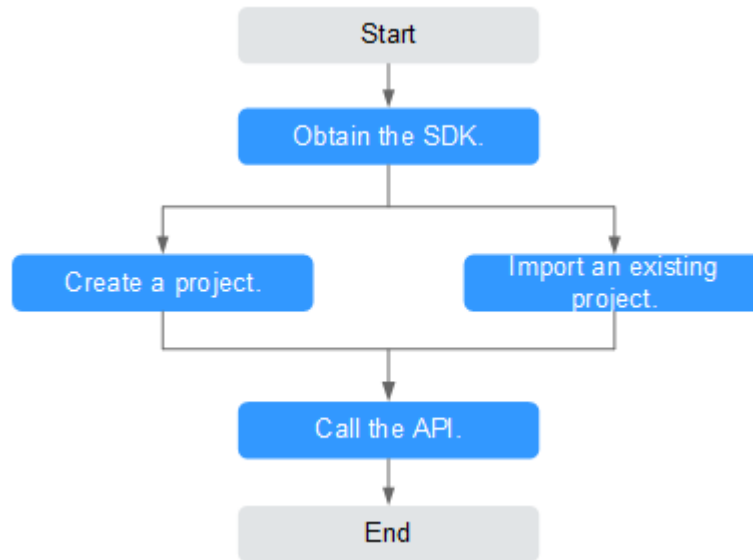 Start
Obtain the SDK.
Create a project.
Import an existing
project.
Call the API.
End